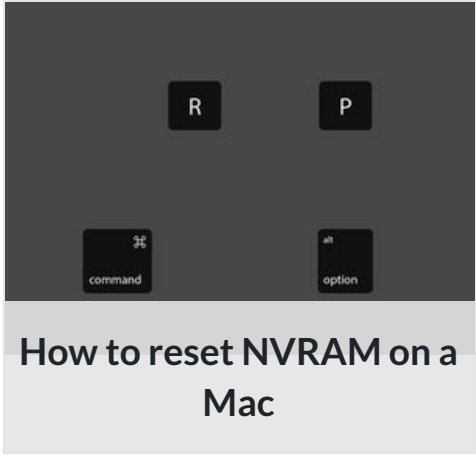 R P
⌘ alt
command option
How to reset NVRAM on a
Mac